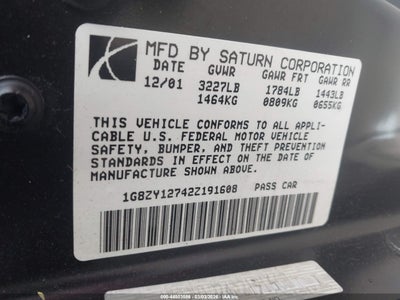 MFD BY SATURN CORPORATION
DATE GVWR GAWR FRT GAWR RR
12/01 3227LB 1784LB 1443LB
1464KG 0809KG 0655KG
THIS VEHICLE CONFORMS TO ALL APPLI-
CABLE U.S. FEDERAL MOTOR VEHICLE
SAFETY, BUMPER, AND THEFT PREVENTION
STANDARDS IN EFFECT ON THE DATE OF
MANUFACTURE SHOWN ABOVE.
1G8ZY12742Z191608 PASS CAR